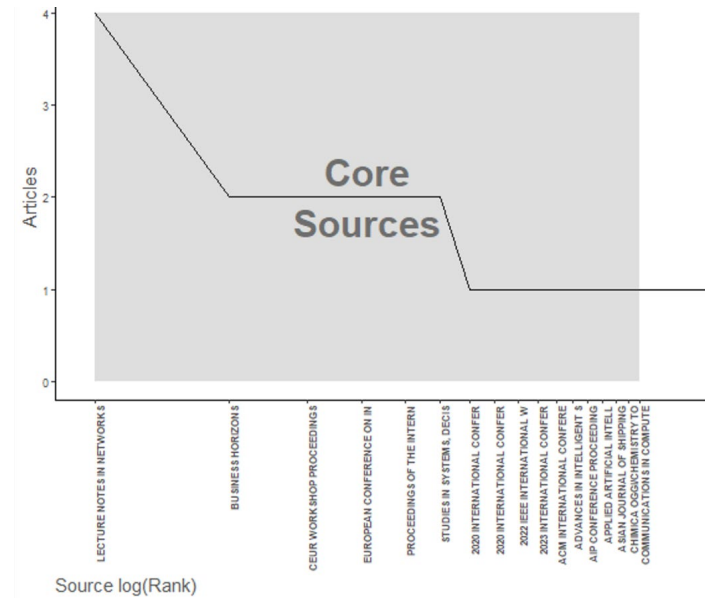 4
3
2
1
0
Articles
Core
Sources
LECTURE NOTES IN NETWORKS
BUSINESS HORIZONS
CEUR WORKSHOP PROCEEDINGS
EUROPEAN CONFERENCE ON IN
PROCEEDINGS OF THE INTERN
STUDIES IN SYSTEMS, DECIS
2020 INTERNATIONAL CONFER
2020 INTERNATIONAL CONFER
2022 IEEE INTERNATIONAL W
2023 INTERNATIONAL CONFER
ACM INTERNATIONAL CONFERE
ADVANCES IN INTELLIGENT S
AIP CONFERENCE PROCEEDING
APPLIED ARTIFICIAL INTELL
ASIAN JOURNAL OF SHIPPING
CHIMICA OGGI/CHEMISTRY TO
COMMUNICATIONS IN COMPUTE
Source log(Rank)